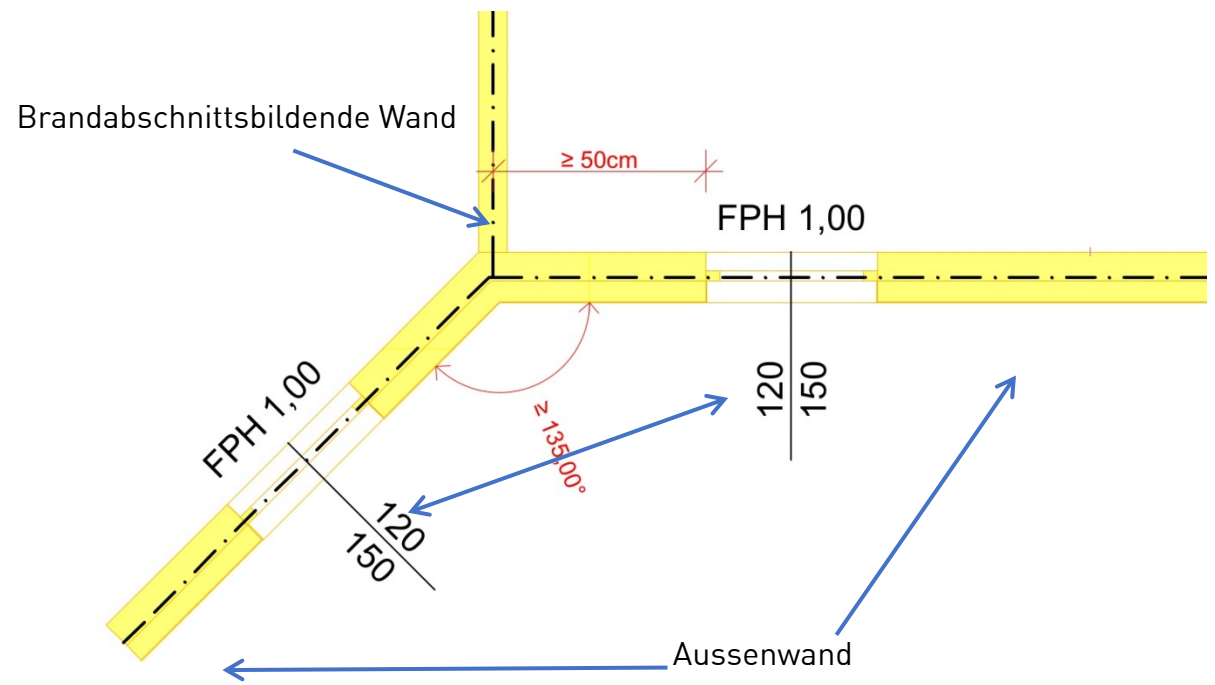 Brandabschnittsbildende Wand
≥ 50cm
FPH 1,00
120
150
FPH 1,00
≥ 135,00°
120
150
Aussenwand